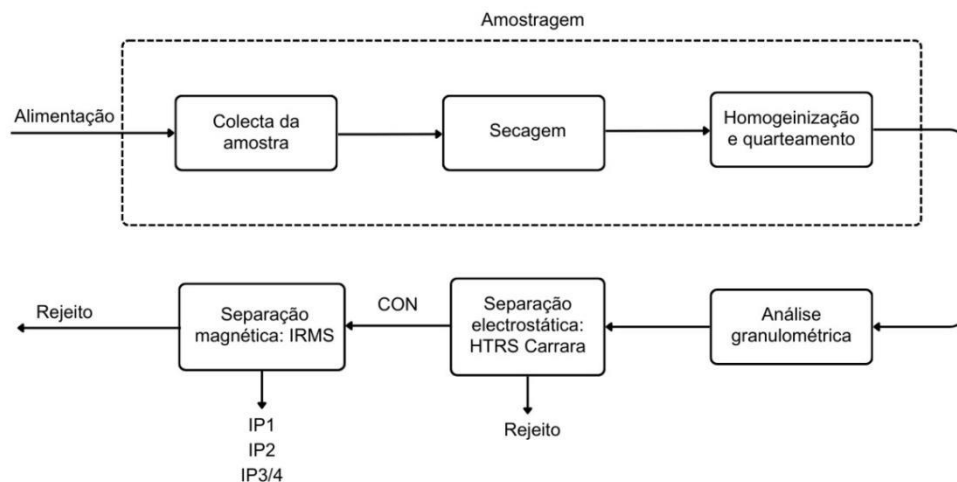 Amostragem
Alimentação
Colecta da
amostra
Secagem
Homogeinização
e quarteamento
Rejeito
Separação
magnética: IRMS
CON
Separação
electrostática:
HTRS Carrara
Análise
granulométrica
IP1
IP2
IP3/4
Rejeito